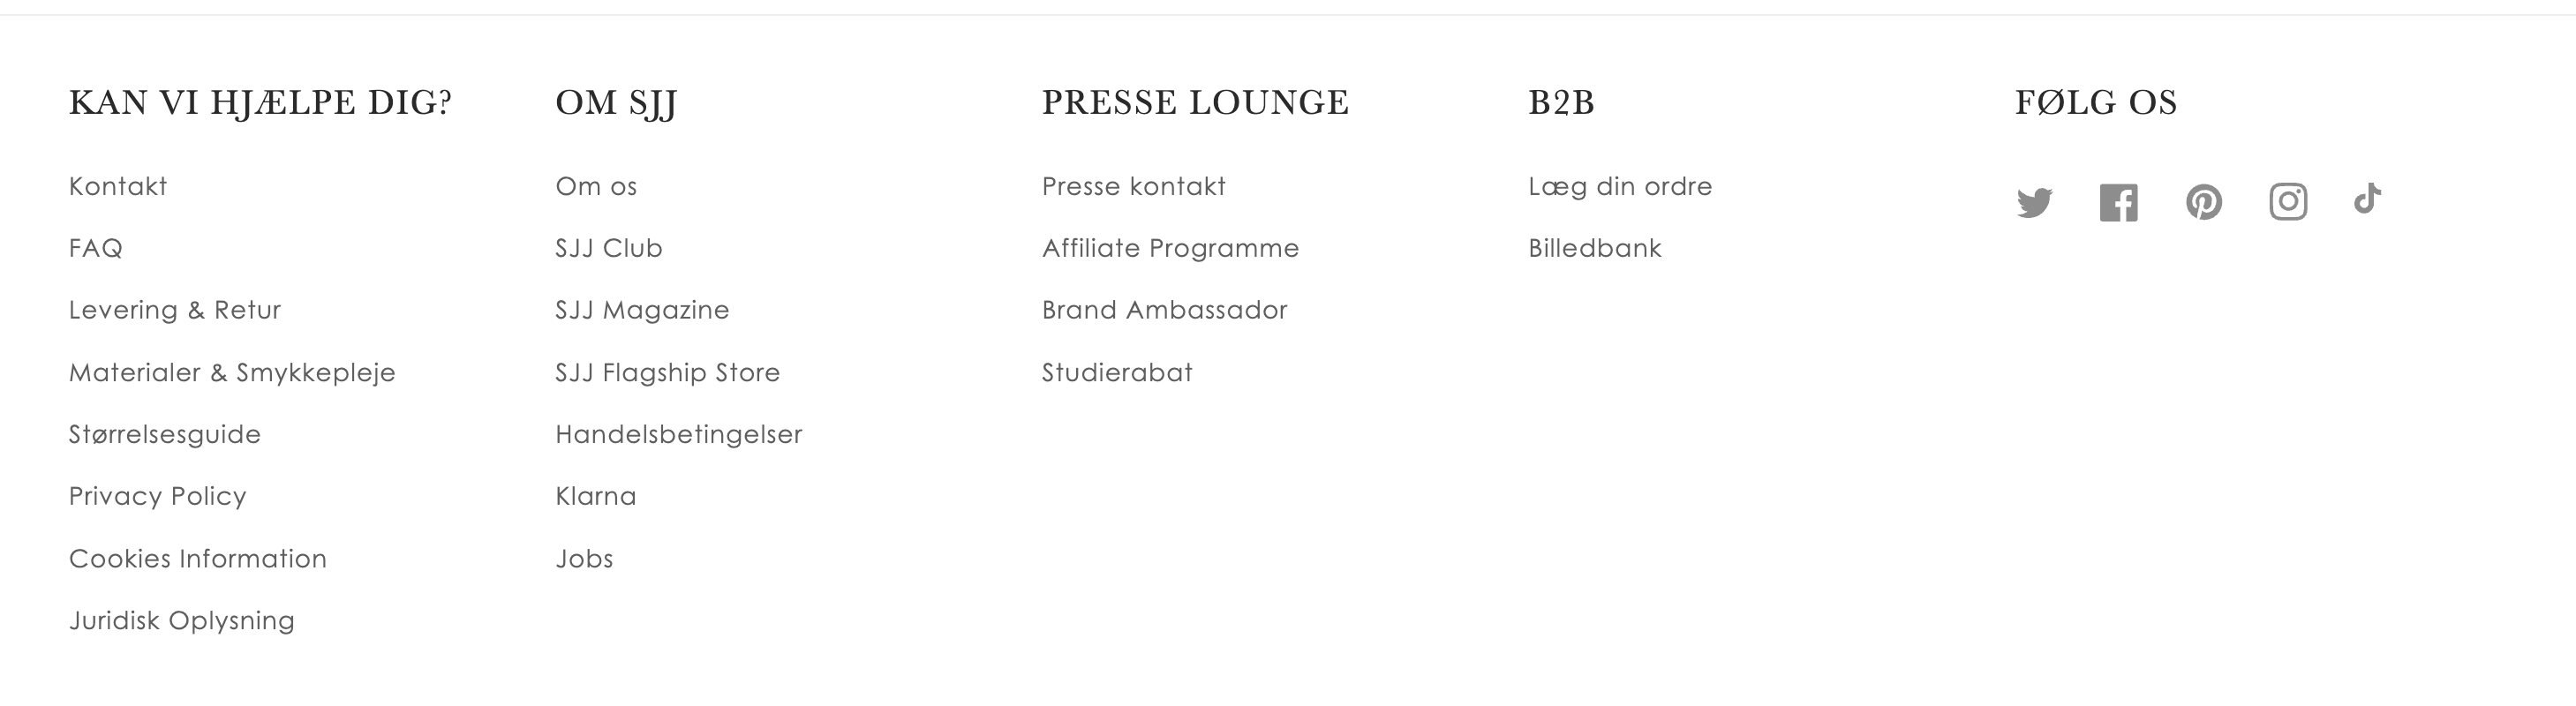 KAN VI HJÆLPE DIG?
Kontakt
FAQ
Levering & Retur
Materialer & Smykkepleje
Størrelsesguide
Privacy Policy
Cookies Information
Juridisk Oplysning
OM SJJ
Om os
SJJ Club
SJJ Magazine
SJJ Flagship Store
Handelsbetingelser
Klarna
Jobs
PRESSE LOUNGE
Presse kontakt
Affiliate Programme
Brand Ambassador
Studierabat
B2B
Læg din ordre
Billedbank
FØLG OS